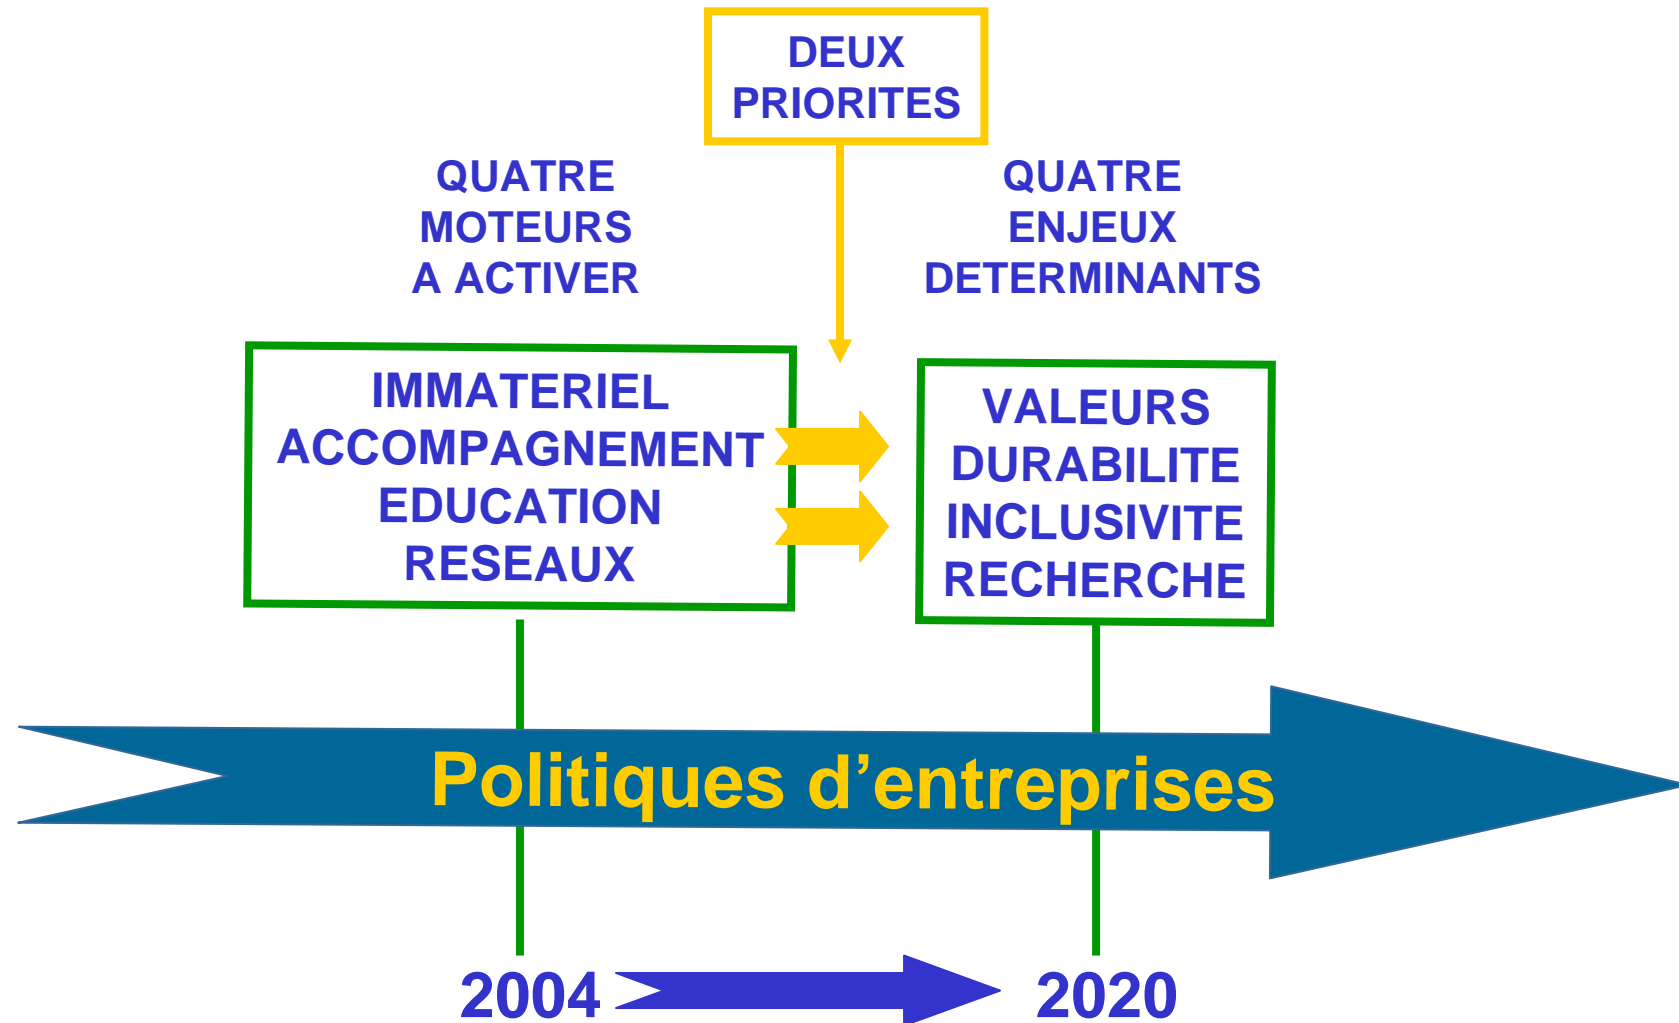 DEUX
PRIORITES
QUATRE
MOTEURS
A ACTIVER
QUATRE
ENJEUX
DETERMINANTS
IMMATERIEL
ACCOMPAGNEMENT
EDUCATION
RESEAUX
VALEURS
DURABILITE
INCLUSIVITE
RECHERCHE
Politiques d’entreprises
2004
2020